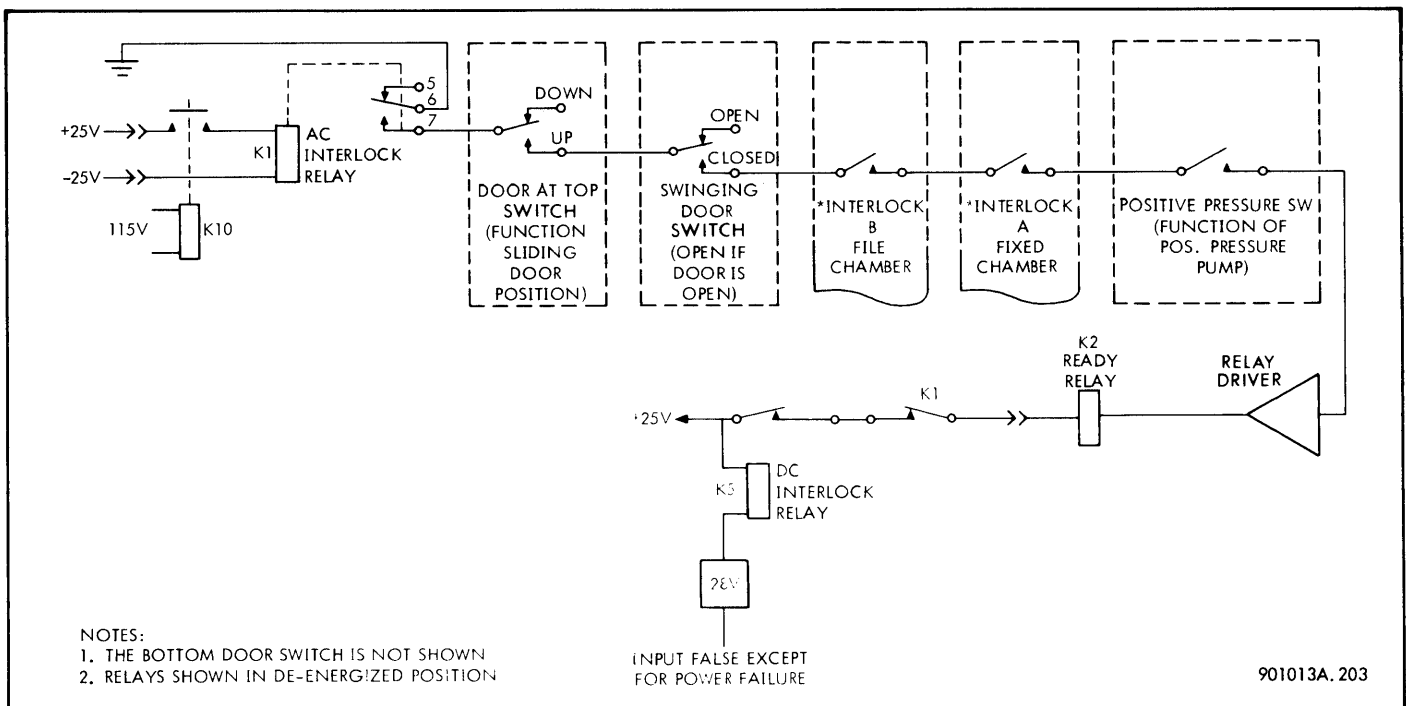 5
6
7
+25V
-25V
K1
AC
INTERLOCK
RELAY
115V
K10
DOWN
UP
DOOR AT TOP
SWITCH
(FUNCTION
SLIDING
DOOR
POSITION)
OPEN
CLOSED
SWINGING
DOOR
SWITCH
(OPEN IF
DOOR IS
OPEN)
*INTERLOCK
B
FILE
CHAMBER
*INTERLOCK
A
FIXED
CHAMBER
POSITIVE PRESSURE SW
(FUNCTION OF
POS. PRESSURE
PUMP)
K2
READY
RELAY
RELAY
DRIVER
+25V
K1
DC
INTERLOCK
RELAY
28V
INPUT FALSE EXCEPT
FOR POWER FAILURE
NOTES:
1. THE BOTTOM DOOR SWITCH IS NOT SHOWN
2. RELAYS SHOWN IN DE-ENERGIZED POSITION
901013A.203